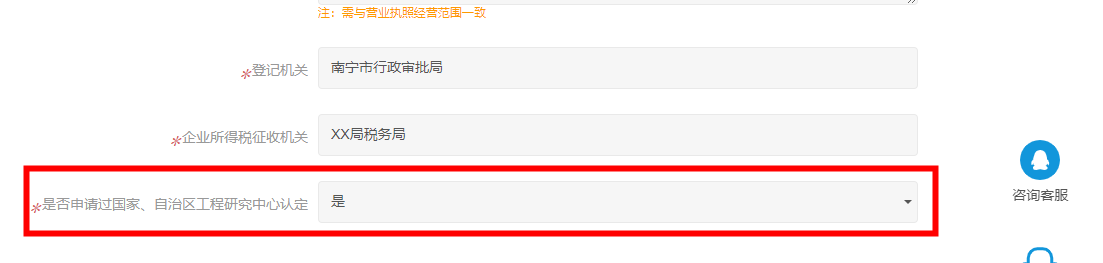 注：需与营业执照经营范围一致
*登记机关 南宁市行政审批局
*企业所得税征收机关 XX局税务局
*是否申请过国家、自治区工程研究中心认定 是
咨询客服